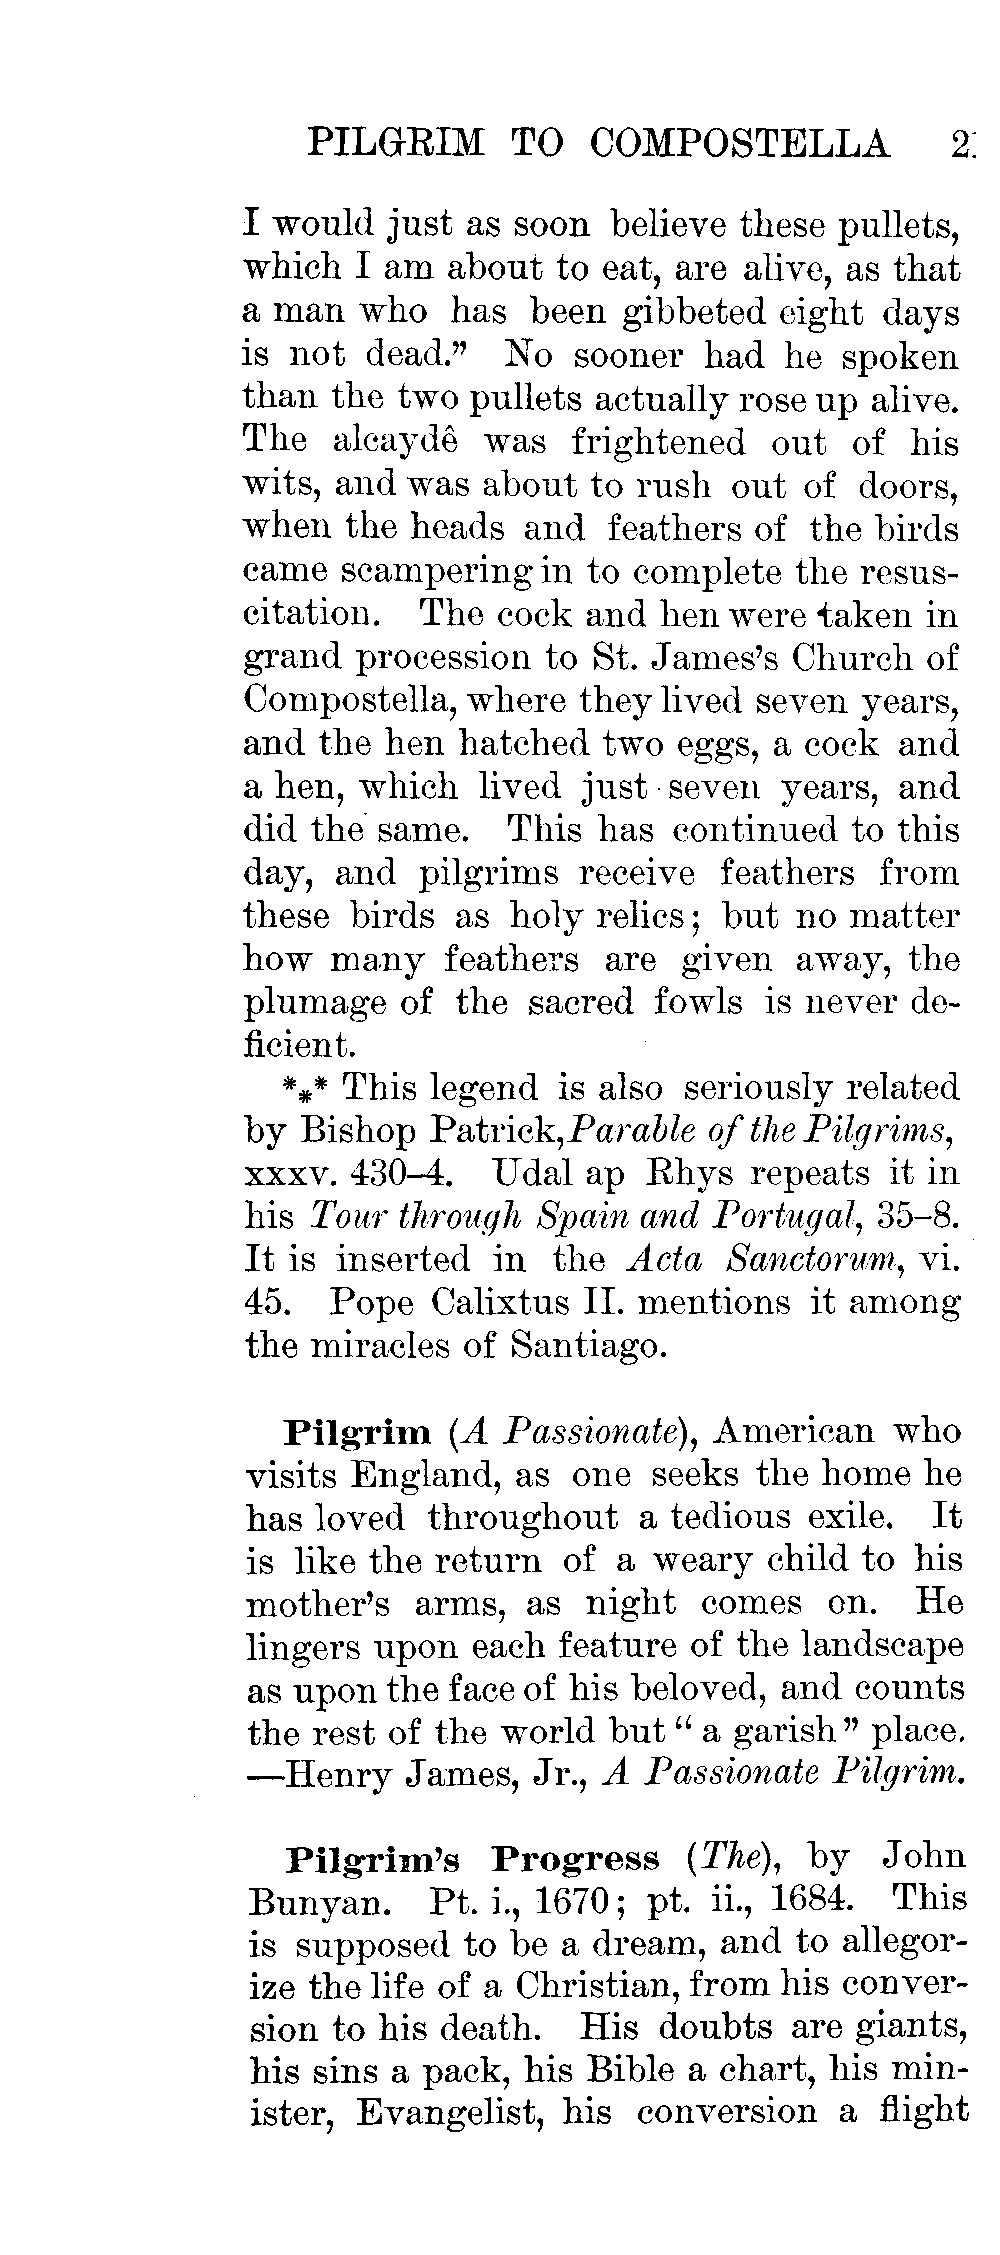 PILGRIM TO COMPOSTELLA
I would just as soon believe these pullets,
which I am about to eat, are alive, as that
a man who has been gibbeted eight days
is not dead.” No sooner had he spoken
than the two pullets actually rose up alive.
The alcaydê was frightened out of his
wits, and was about to rush out of doors,
when the heads and feathers of the birds
came scampering in to complete the resus-
citation. The cock and hen were taken in
grand procession to St. James’s Church of
Compostella, where they lived seven years,
and the hen hatched two eggs, a cock and
a hen, which lived just seven years, and
did the same. This has continued to this
day, and pilgrims receive feathers from
these birds as holy relics; but no matter
how many feathers are given away, the
plumage of the sacred fowls is never de-
ficient.
*⁎* This legend is also seriously related
by Bishop Patrick, Parable of the Pilgrims,
xxxv. 430–4. Udal ap Rhys repeats it in
his Tour through Spain and Portugal, 35–8.
It is inserted in the Acta Sanctorum, vi.
45. Pope Calixtus II. mentions it among
the miracles of Santiago.
Pilgrim (A Passionate), American who
visits England, as one seeks the home he
has loved throughout a tedious exile. It
is like the return of a weary child to his
mother’s arms, as night comes on. He
lingers upon each feature of the landscape
as upon the face of his beloved, and counts
the rest of the world but “ a garish ” place.
—Henry James, Jr., A Passionate Pilgrim.
Pilgrim’s Progress (The), by John
Bunyan. Pt. i., 1670; pt. ii., 1684. This
is supposed to be a dream, and to allegor-
ize the life of a Christian, from his conver-
sion to his death. His doubts are giants,
his sins a pack, his Bible a chart, his min-
ister, Evangelist, his conversion a flight